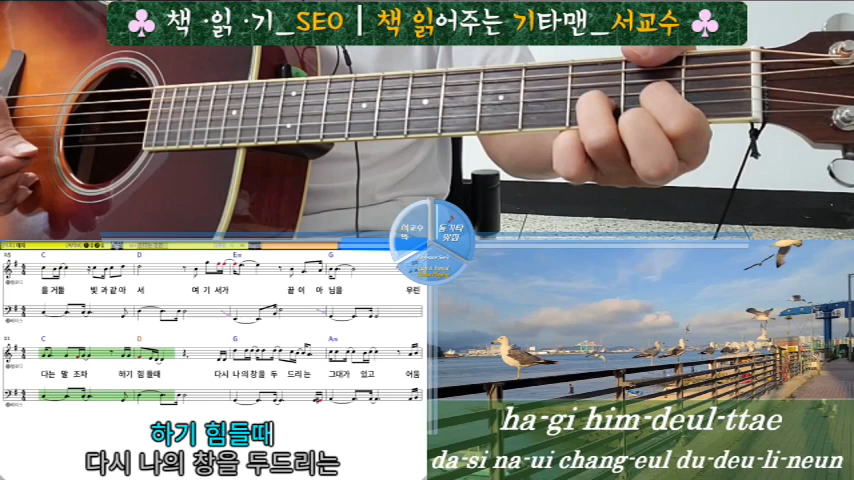 ♣ 책 ·읽 ·기_SEO | 책 읽어주는 기타맨_서교수 ♣
C D Em G
을 거둘 빛 과 같 아 서 여 기 서 가 끝 이 아 님을 우린
C D G Am
다는 말 조차 하기 힘 들때 다시 나의 창을 두 드리 는 그대가 있고 어둠
하기 힘들때
다시 나의 창을 두드리는
ha-gi him-deul-ttae
da-si na-ui chang-eul du-deu-li-neun